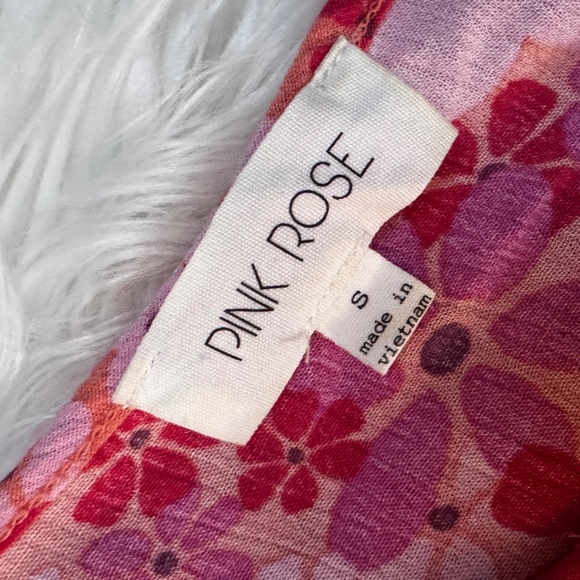 PINK ROSE
S
made in
vietnam